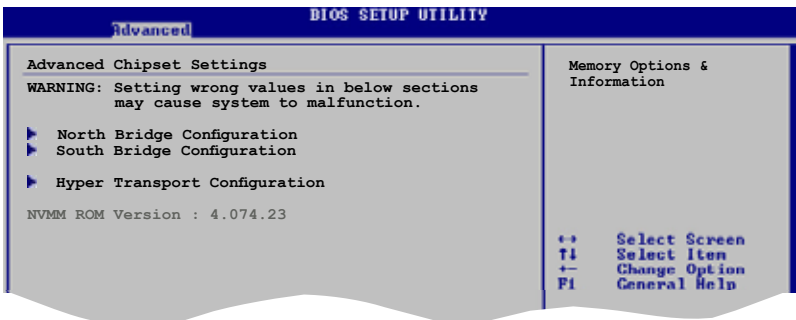 BIOS SETUP UTILITY
Advanced
Advanced Chipset Settings
WARNING: Setting wrong values in below sections
may cause system to malfunction.
North Bridge Configuration
South Bridge Configuration
Hyper Transport Configuration
NVMM ROM Version : 4.074.23
Memory Options &
Information
←→ Select Screen
↑↓ Select Item
+- Change Option
F1 General Help